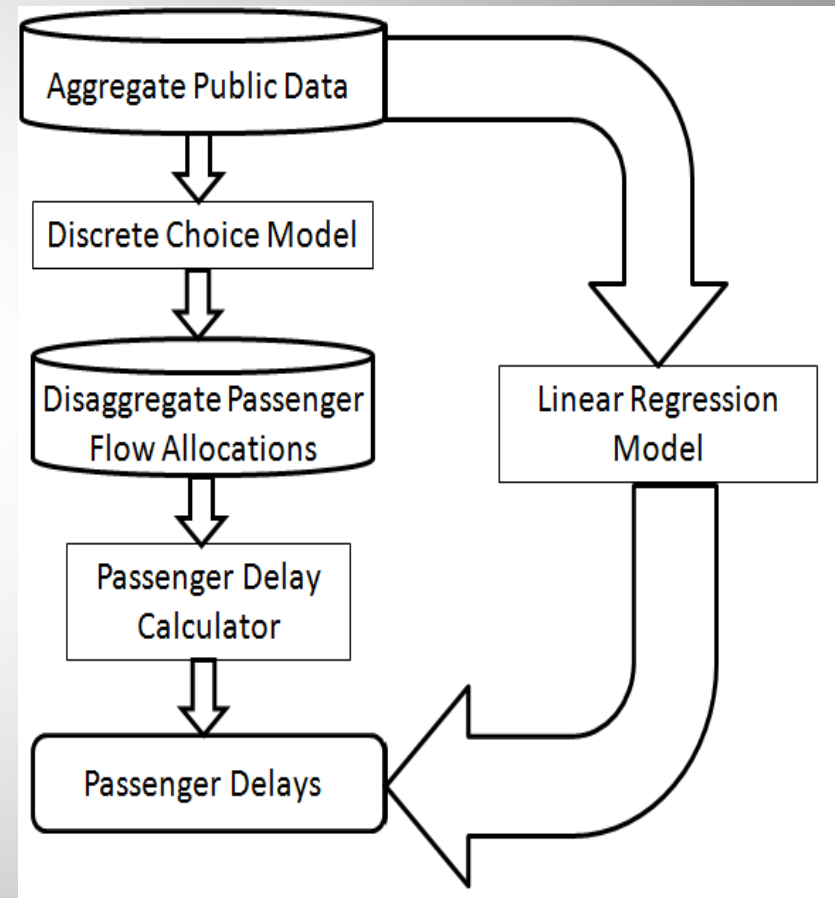 Aggregate Public Data
Discrete Choice Model
Disaggregate Passenger
Flow Allocations
Passenger Delay
Calculator
Passenger Delays
Linear Regression
Model